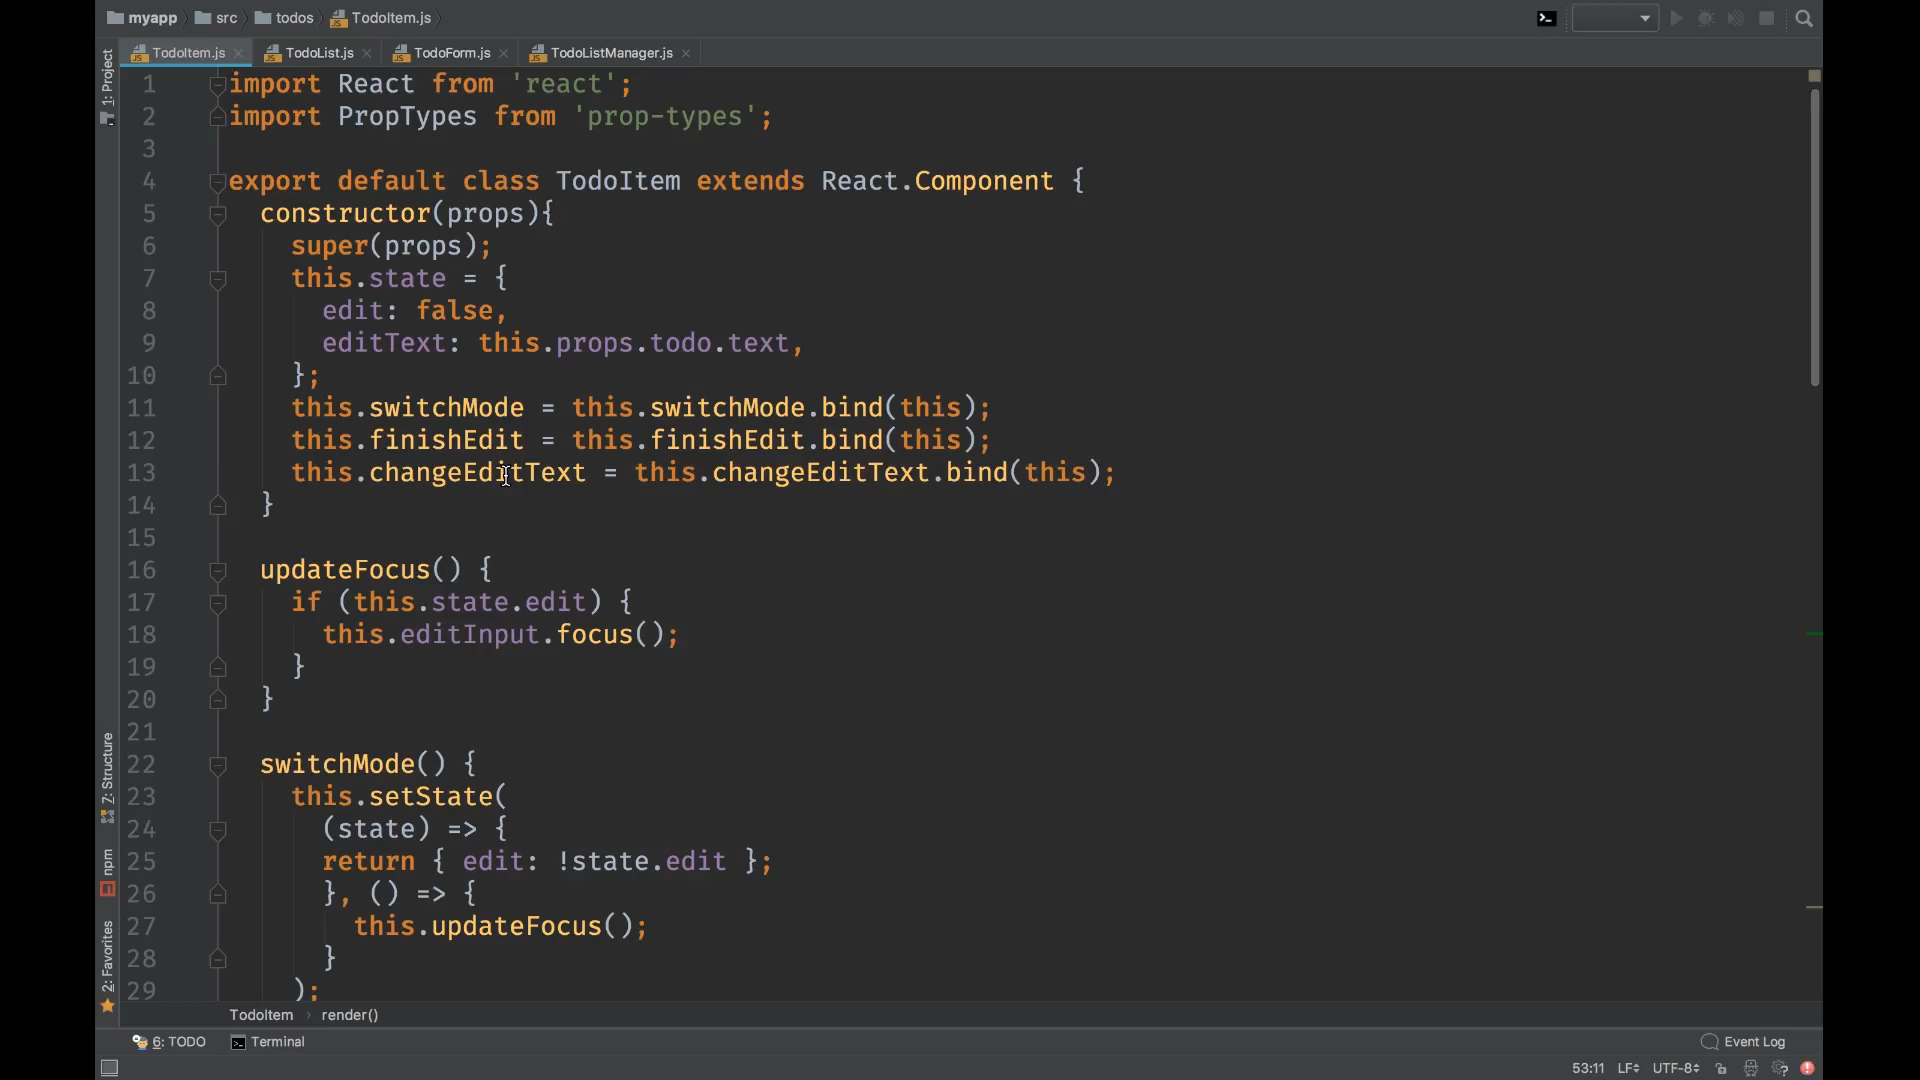 myapp src todos TodoItem.js
TodoItem.js TodoList.js TodoForm.js TodoListManager.js
1: Project
1 import React from 'react';
2 import PropTypes from 'prop-types';
3
4 export default class TodoItem extends React.Component {
5 constructor(props){
6 super(props);
7 this.state = {
8 edit: false,
9 editText: this.props.todo.text,
10 };
11 this.switchMode = this.switchMode.bind(this);
12 this.finishEdit = this.finishEdit.bind(this);
13 this.changeEditText = this.changeEditText.bind(this);
14 }
15
16 updateFocus() {
17 if (this.state.edit) {
18 this.editInput.focus();
19 }
20 }
21
22 switchMode() {
23 this.setState(
24 (state) => {
25 return { edit: !state.edit };
26 }, () => {
27 this.updateFocus();
28 }
29 );
Z: Structure
npm
2: Favorites
TodoItem render()
6: TODO Terminal Event Log
53:11 LF UTF-8